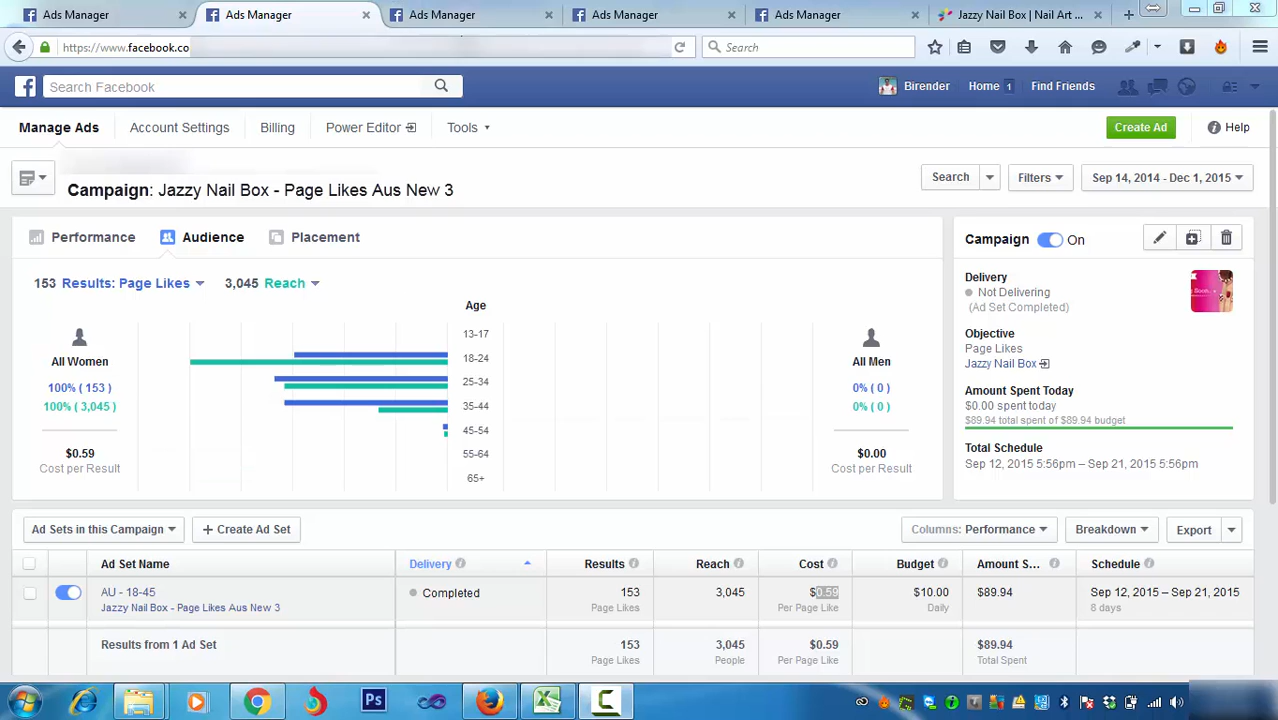 Ads Manager
Ads Manager
Ads Manager
Ads Manager
Ads Manager
Jazzy Nail Box | Nail Art ...
https://www.facebook.co
Search
Search Facebook
Birender
Home 1
Find Friends
Manage Ads
Account Settings
Billing
Power Editor
Tools
Create Ad
Help
Campaign: Jazzy Nail Box - Page Likes Aus New 3
Search
Filters
Sep 14, 2014 - Dec 1, 2015
Performance
Audience
Placement
153 Results: Page Likes
3,045 Reach
Age
13-17
18-24
25-34
35-44
45-54
55-64
65+
All Women
100% ( 153 )
100% ( 3,045 )
$0.59
Cost per Result
All Men
0% ( 0 )
0% ( 0 )
$0.00
Cost per Result
Campaign On
Delivery
Not Delivering
(Ad Set Completed)
Objective
Page Likes
Jazzy Nail Box
Amount Spent Today
$0.00 spent today
$89.94 total spent of $89.94 budget
Total Schedule
Sep 12, 2015 5:56pm – Sep 21, 2015 5:56pm
Ad Sets in this Campaign
+ Create Ad Set
Columns: Performance
Breakdown
Export
Ad Set Name
Delivery
Results
Reach
Cost
Budget
Amount S...
Schedule
AU - 18-45
Jazzy Nail Box - Page Likes Aus New 3
Completed
153
Page Likes
3,045
$0.59
Per Page Like
$10.00
Daily
$89.94
Sep 12, 2015 – Sep 21, 2015
8 days
Results from 1 Ad Set
153
Page Likes
3,045
People
$0.59
Per Page Like
$89.94
Total Spent
Ps